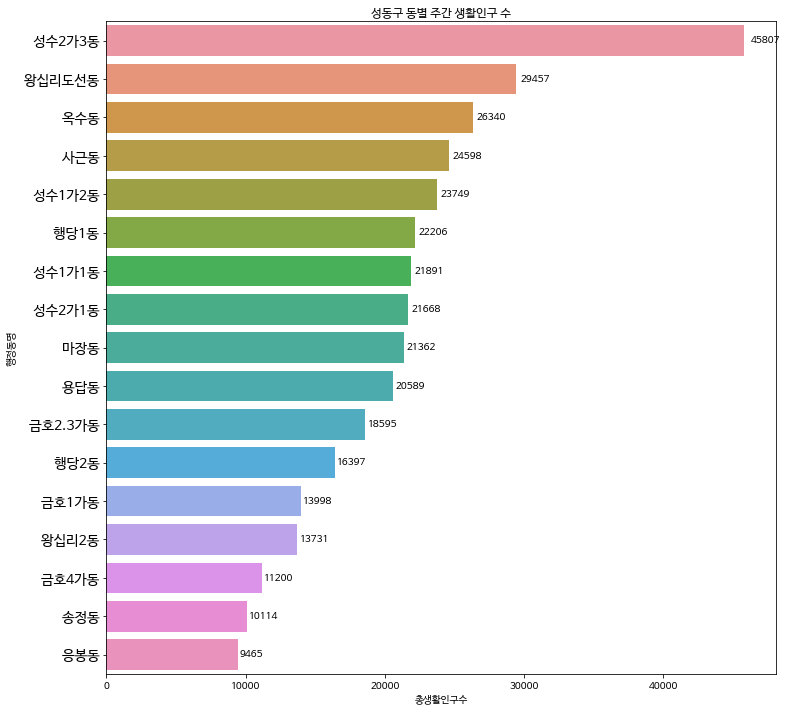 성동구 동별 주간 생활인구 수
성수2가3동 45807
왕십리도선동 29457
옥수동 26340
사근동 24598
성수1가2동 23749
행당1동 22206
성수1가1동 21891
성수2가1동 21668
마장동 21362
용답동 20589
금호2.3가동 18595
행당2동 16397
금호1가동 13998
왕십리2동 13731
금호4가동 11200
송정동 10114
응봉동 9465
행정동명
0 10000 20000 30000 40000
총생활인구수